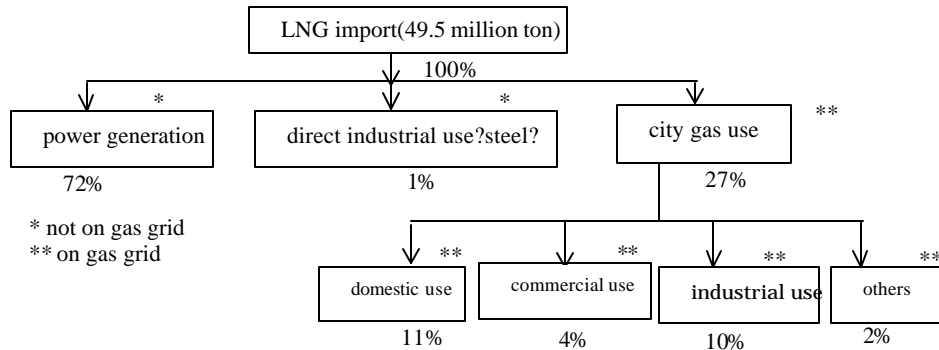 LNG import(49.5 million ton)
100%
*
*
**
power generation
direct industrial use?steel?
city gas use
72%
1%
27%
* not on gas grid
** on gas grid
**
**
**
**
domestic use
commercial use
industrial use
others
11%
4%
10%
2%